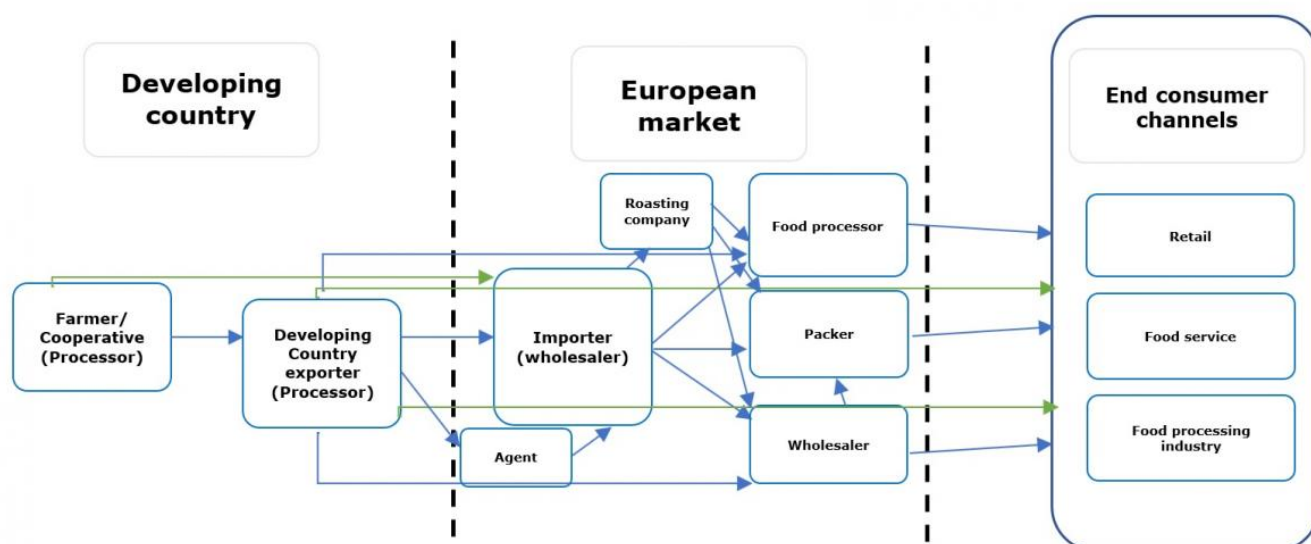 Developing
country
European
market
End consumer
channels
Roasting
company
Food processor
Retail
Farmer/
Cooperative
(Processor)
Developing
Country
exporter
(Processor)
Importer
(wholesaler)
Packer
Food service
Agent
Wholesaler
Food processing
industry